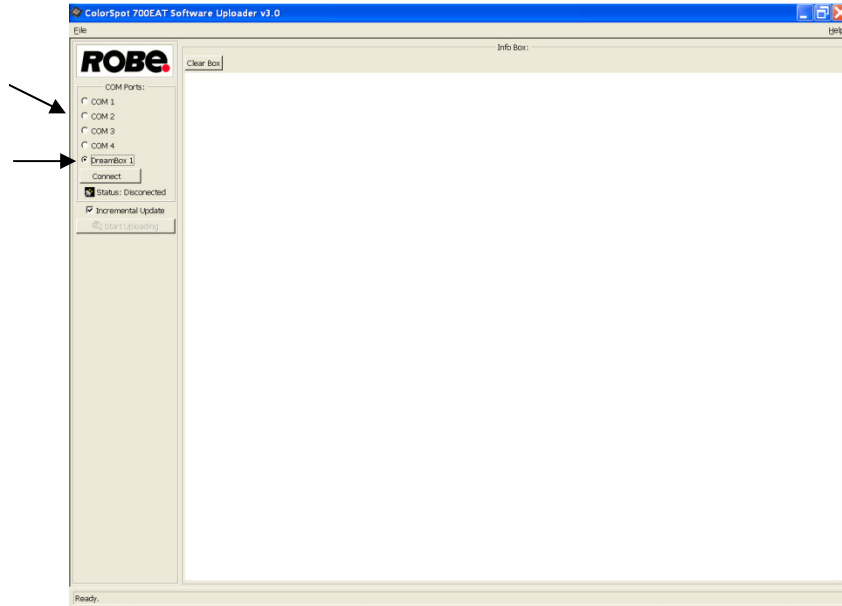 ColorSpot 700EAT Software Uploader v3.0
File
Help
ROBE
COM Ports:
COM 1
COM 2
COM 3
COM 4
DreamBox 1
Connect
Status: Disconected
Incremental Update
Start Uploading
Info Box:
Clear Box
Ready.